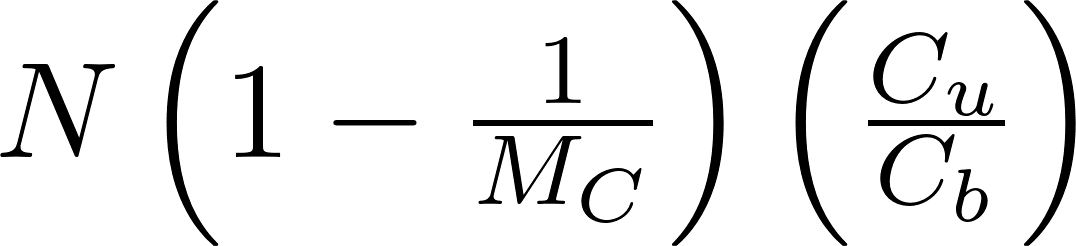 N \left( 1 - \frac{1}{M_C} \right) \left( \frac{C_u}{C_b} \right)